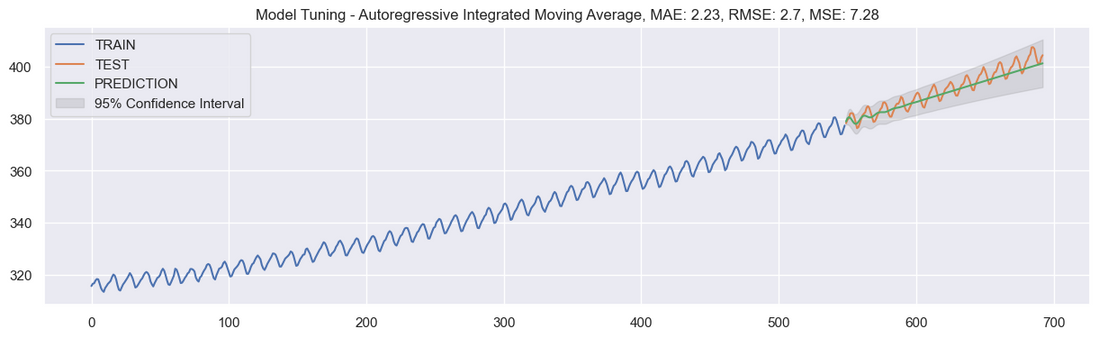 Model Tuning - Autoregressive Integrated Moving Average, MAE: 2.23, RMSE: 2.7, MSE: 7.28
TRAIN
TEST
PREDICTION
95% Confidence Interval
400
380
360
340
320
0 100 200 300 400 500 600 700